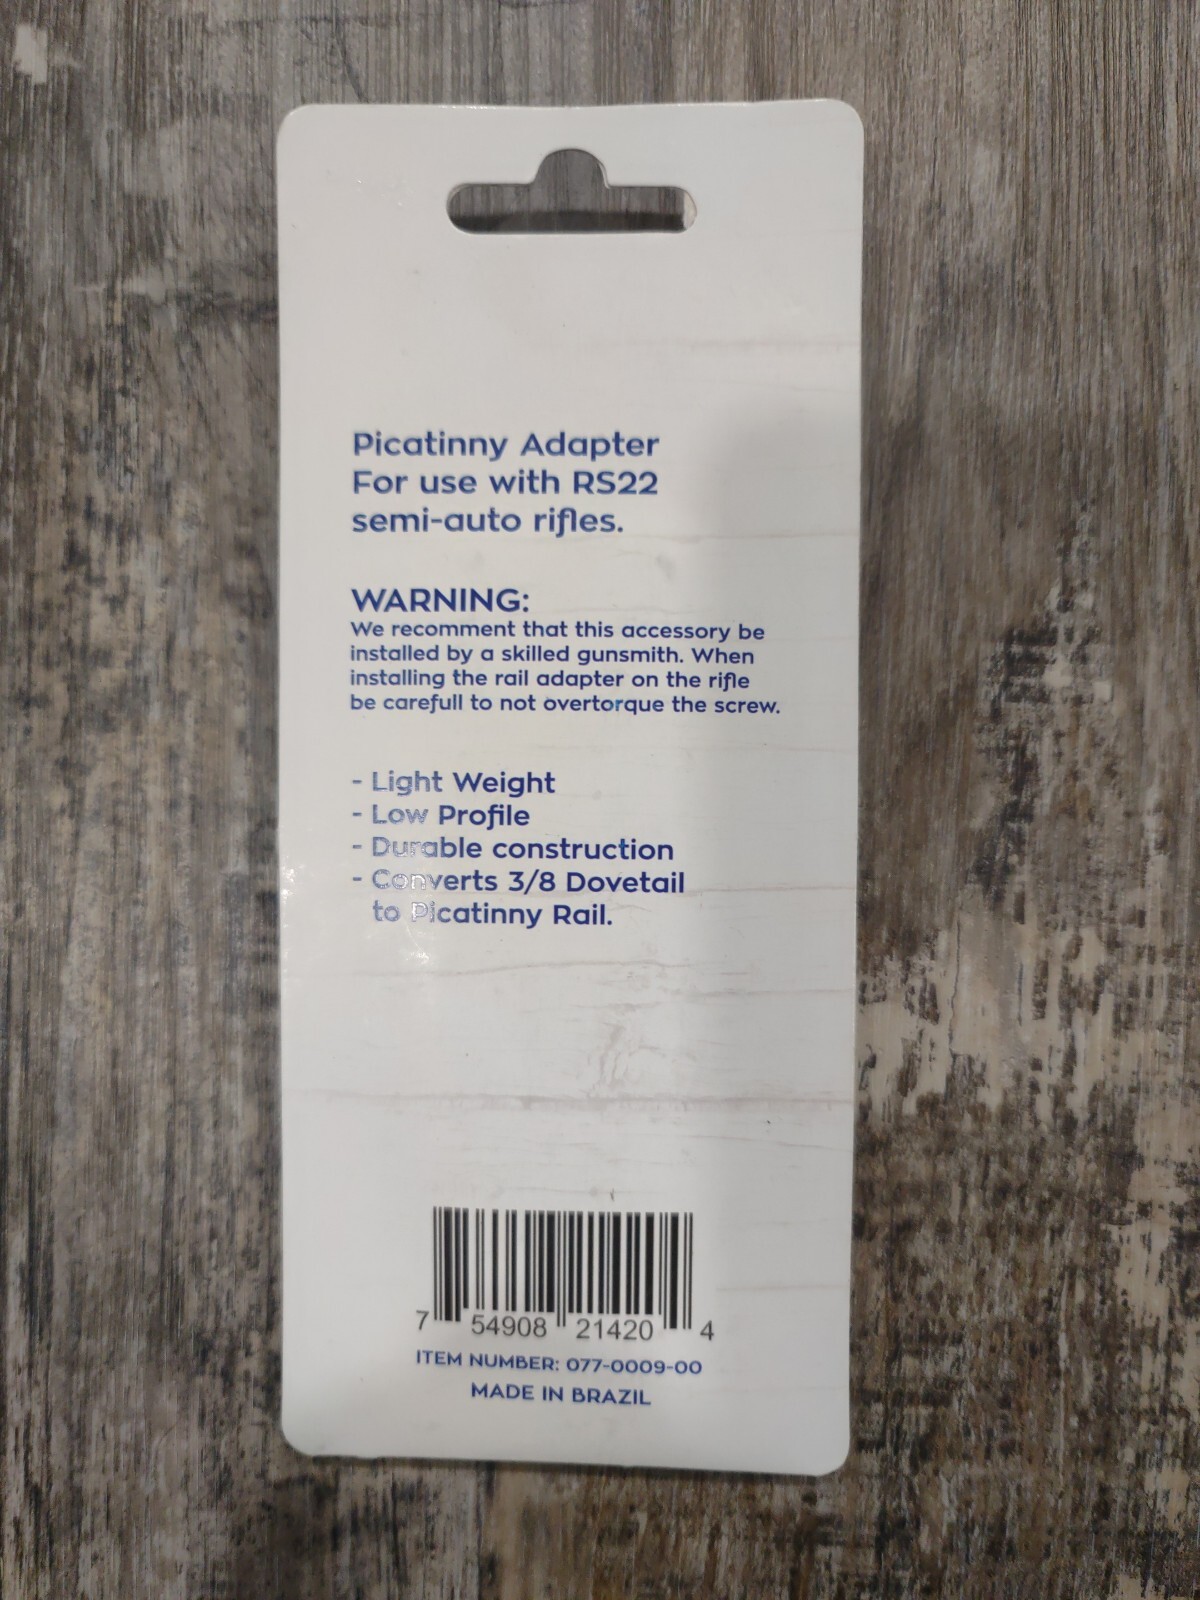 Picatinny Adapter
For use with RS22
semi-auto rifles.
WARNING:
We recomment that this accessory be
installed by a skilled gunsmith. When
installing the rail adapter on the rifle
be carefull to not overtorque the screw.
- Light Weight
- Low Profile
- Durable construction
- Converts 3/8 Dovetail
to Picatinny Rail.
7 54908 21420 4
ITEM NUMBER: 077-0009-00
MADE IN BRAZIL